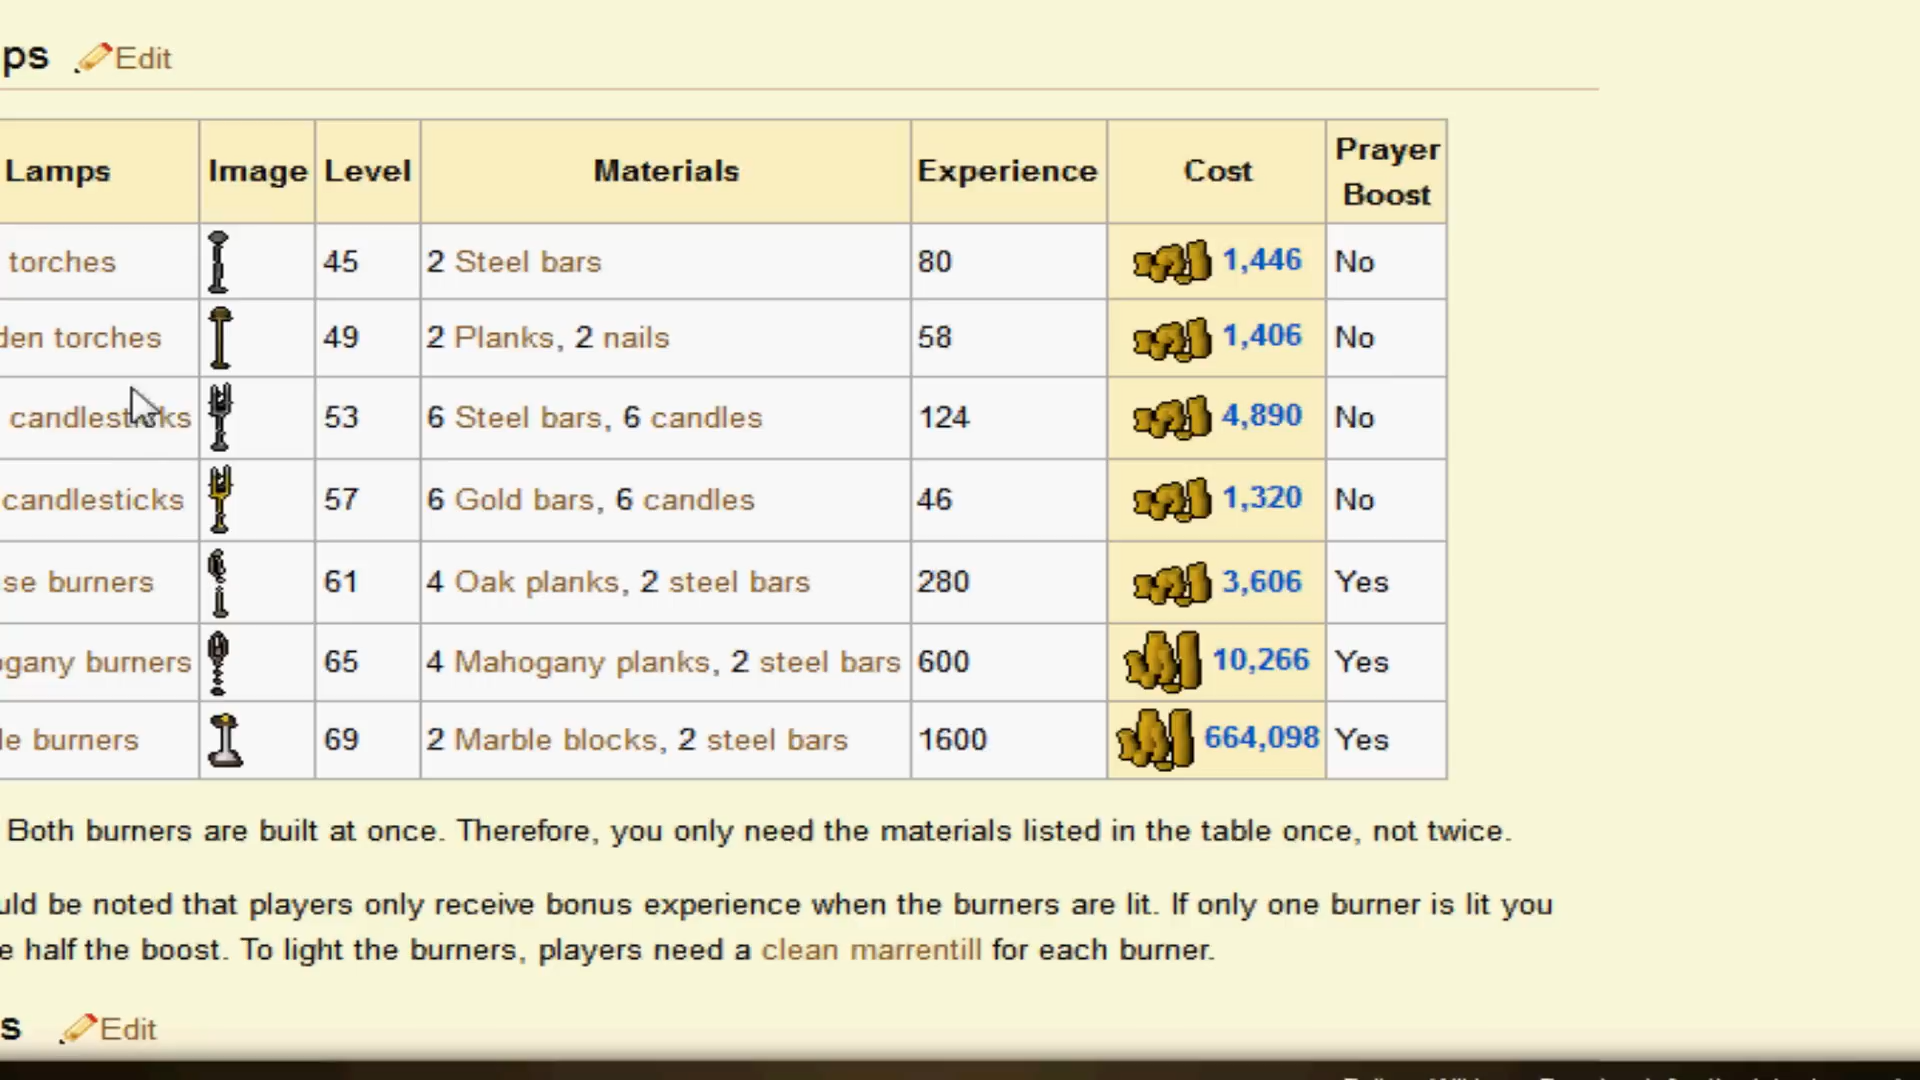 ps Edit
Lamps Image Level Materials Experience Cost Prayer Boost
torches 45 2 Steel bars 80 1,446 No
den torches 49 2 Planks, 2 nails 58 1,406 No
candlesticks 53 6 Steel bars, 6 candles 124 4,890 No
candlesticks 57 6 Gold bars, 6 candles 46 1,320 No
se burners 61 4 Oak planks, 2 steel bars 280 3,606 Yes
ogany burners 65 4 Mahogany planks, 2 steel bars 600 10,266 Yes
le burners 69 2 Marble blocks, 2 steel bars 1600 664,098 Yes
Both burners are built at once. Therefore, you only need the materials listed in the table once, not twice.
uld be noted that players only receive bonus experience when the burners are lit. If only one burner is lit you
e half the boost. To light the burners, players need a clean marrentill for each burner.
s Edit